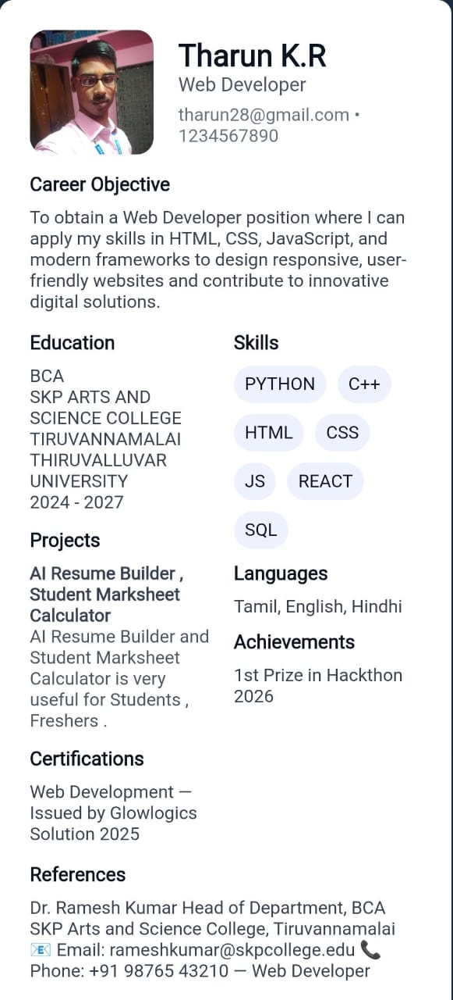 Tharun K.R
Web Developer
tharun28@gmail.com •
1234567890
Career Objective
To obtain a Web Developer position where I can
apply my skills in HTML, CSS, JavaScript, and
modern frameworks to design responsive, user-
friendly websites and contribute to innovative
digital solutions.
Education
BCA
SKP ARTS AND
SCIENCE COLLEGE
TIRUVANNAMALAI
THIRUVALLUVAR
UNIVERSITY
2024 - 2027
Projects
AI Resume Builder ,
Student Marksheet
Calculator
AI Resume Builder and
Student Marksheet
Calculator is very
useful for Students ,
Freshers .
Certifications
Web Development —
Issued by Glowlogics
Solution 2025
Skills
PYTHON
C++
HTML
CSS
JS
REACT
SQL
Languages
Tamil, English, Hindhi
Achievements
1st Prize in Hackthon
2026
References
Dr. Ramesh Kumar Head of Department, BCA
SKP Arts and Science College, Tiruvannamalai
📧 Email: rameshkumar@skpcollege.edu 📞
Phone: +91 98765 43210 — Web Developer